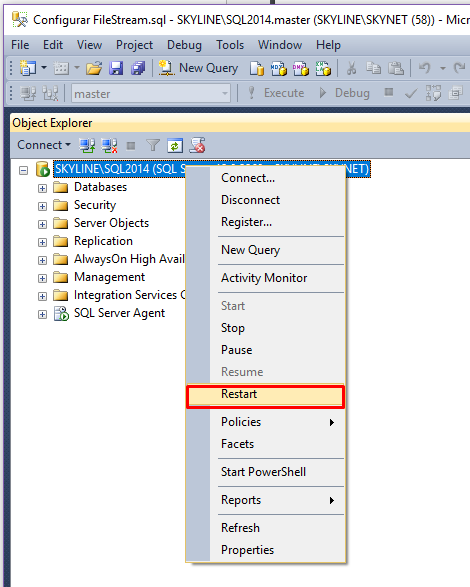 Configurar FileStream.sql - SKYLINE\SQL2014.master (SKYLINE\SKYNET (58)) - Micro
File Edit View Project Debug Tools Window Help
New Query
master Execute Debug
Object Explorer
Connect
SKYLINE\SQL2014 (SQL NET)
Databases
Security
Server Objects
Replication
AlwaysOn High Avail
Management
Integration Services C
SQL Server Agent
Connect...
Disconnect
Register...
New Query
Activity Monitor
Start
Stop
Pause
Resume
Restart
Policies
Facets
Start PowerShell
Reports
Refresh
Properties